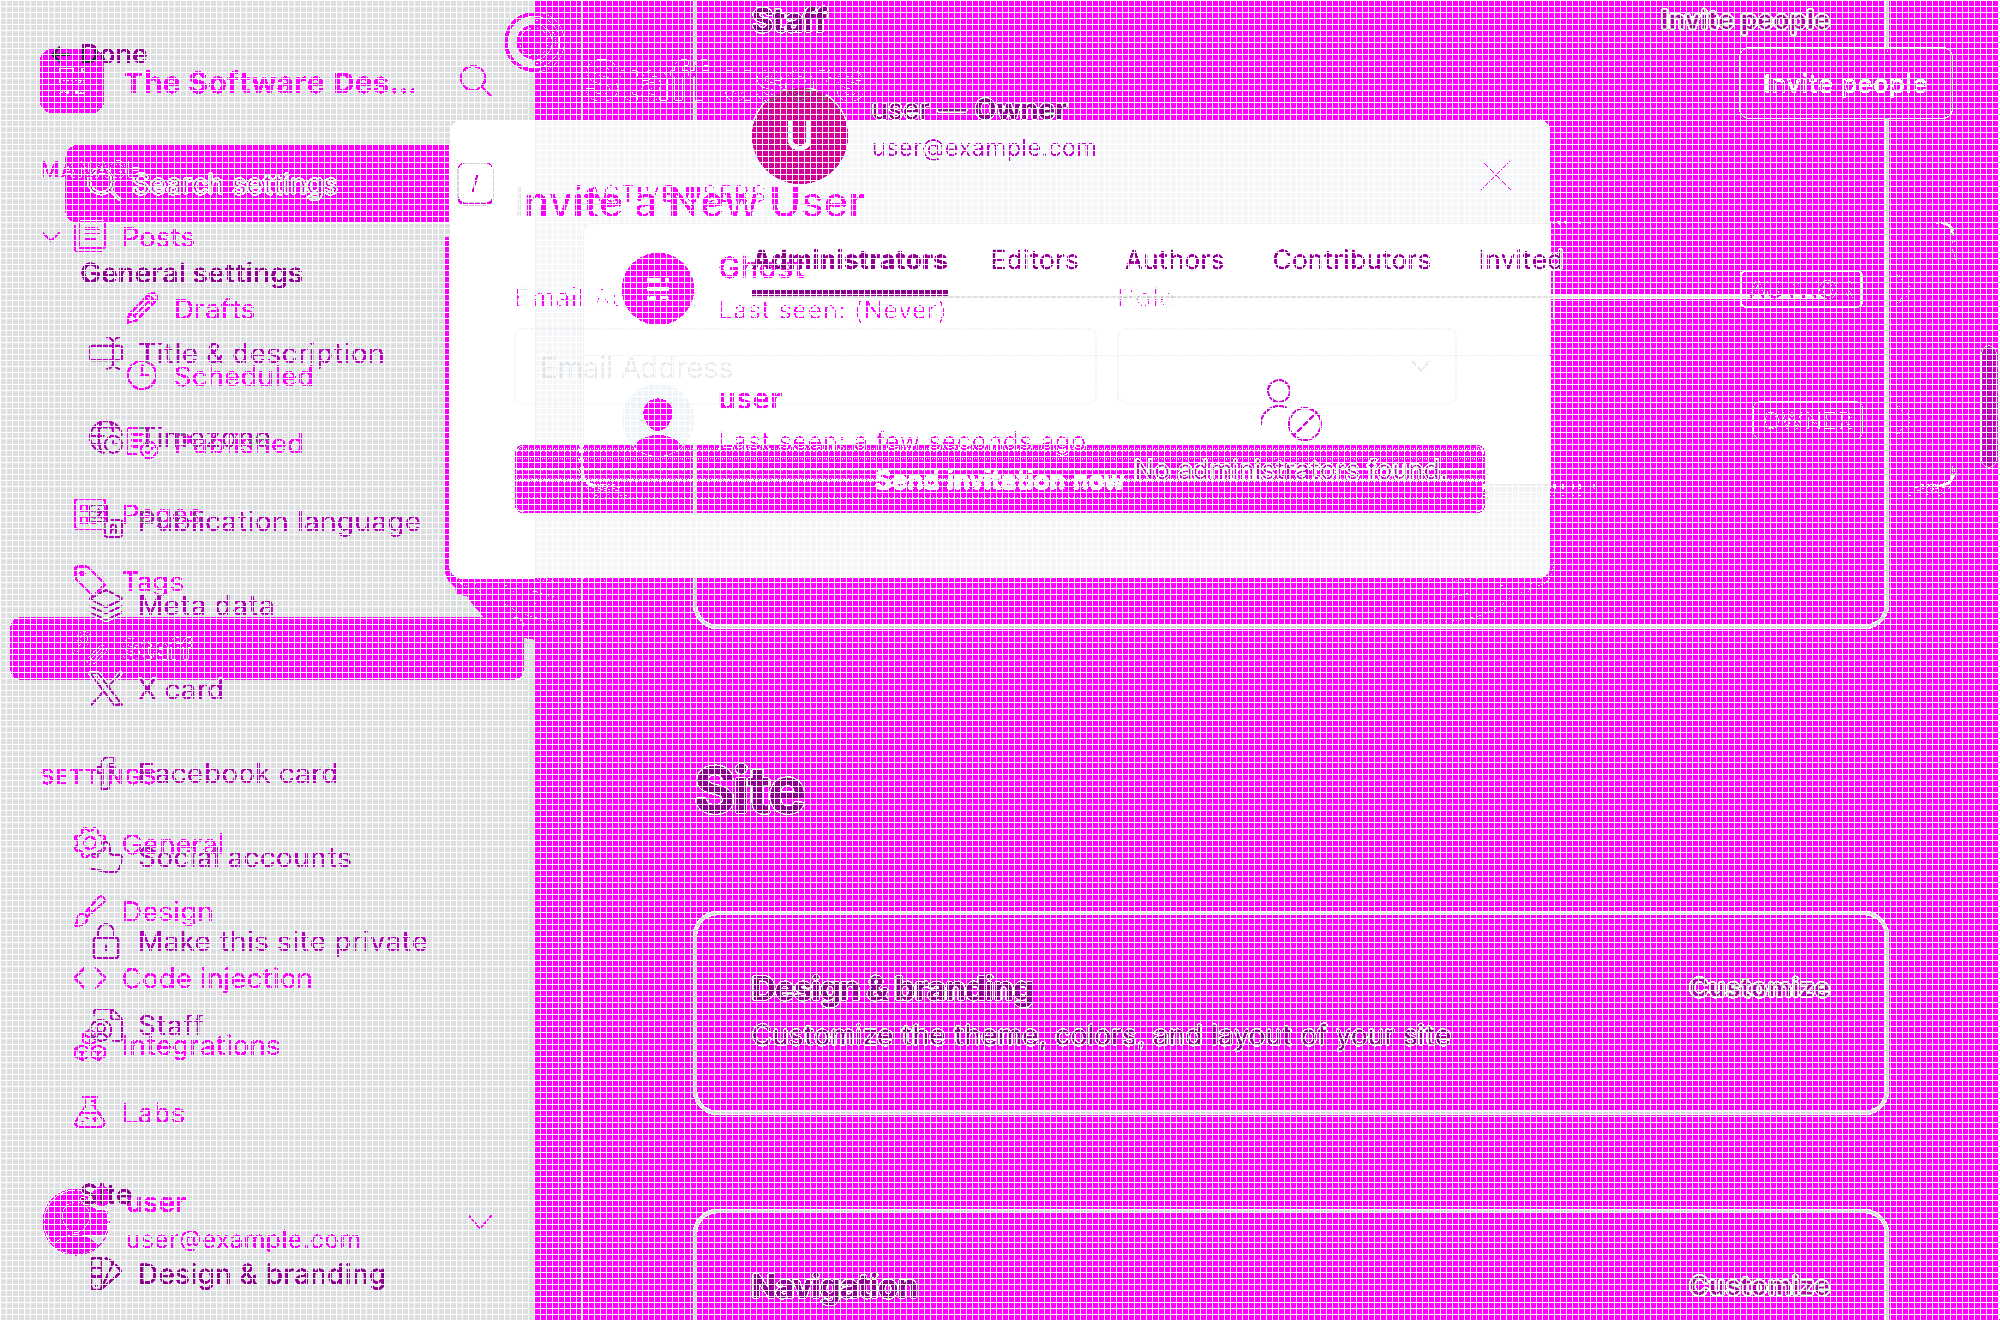 Staff
Invite people
Done
The Software Des...
Invite people
user — Owner
user@example.com
MANAGE
Search settings
/
Invite a New User
ACTIVE USERS
Posts
General settings
Ghost
Administrators
Editors
Authors
Contributors
Invited
Email
Role
Last seen: (Never)
Drafts
Title & description
Email Address
Scheduled
user
OWNER
Timezone
Published
Last seen: a few seconds ago
No administrators found.
Send invitation now
Pages
Publication language
Tags
Meta data
Staff
X card
SETTINGS
Facebook card
Site
General
Social accounts
Design
Make this site private
Code injection
Design & branding
Customize
Staff
Customize the theme, colors, and layout of your site
Integrations
Labs
Site
user
user@example.com
Design & branding
Navigation
Customize